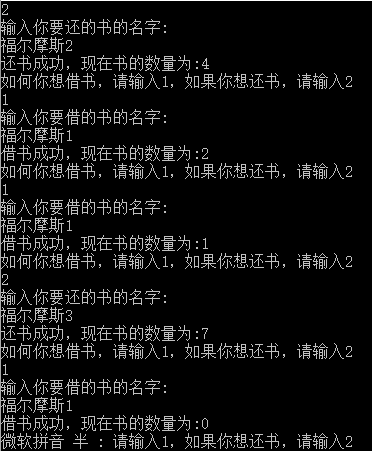 2
输入你要还的书的名字:
福尔摩斯2
还书成功，现在书的数量为:4
如何你想借书，请输入1，如果你想还书，请输入2
1
输入你要借的书的名字:
福尔摩斯1
借书成功，现在书的数量为:2
如何你想借书，请输入1，如果你想还书，请输入2
1
输入你要借的书的名字:
福尔摩斯1
借书成功，现在书的数量为:1
如何你想借书，请输入1，如果你想还书，请输入2
2
输入你要还的书的名字:
福尔摩斯3
还书成功，现在书的数量为:7
如何你想借书，请输入1，如果你想还书，请输入2
1
输入你要借的书的名字:
福尔摩斯1
借书成功，现在书的数量为:0
微软拼音 半 : 请输入1，如果你想还书，请输入2